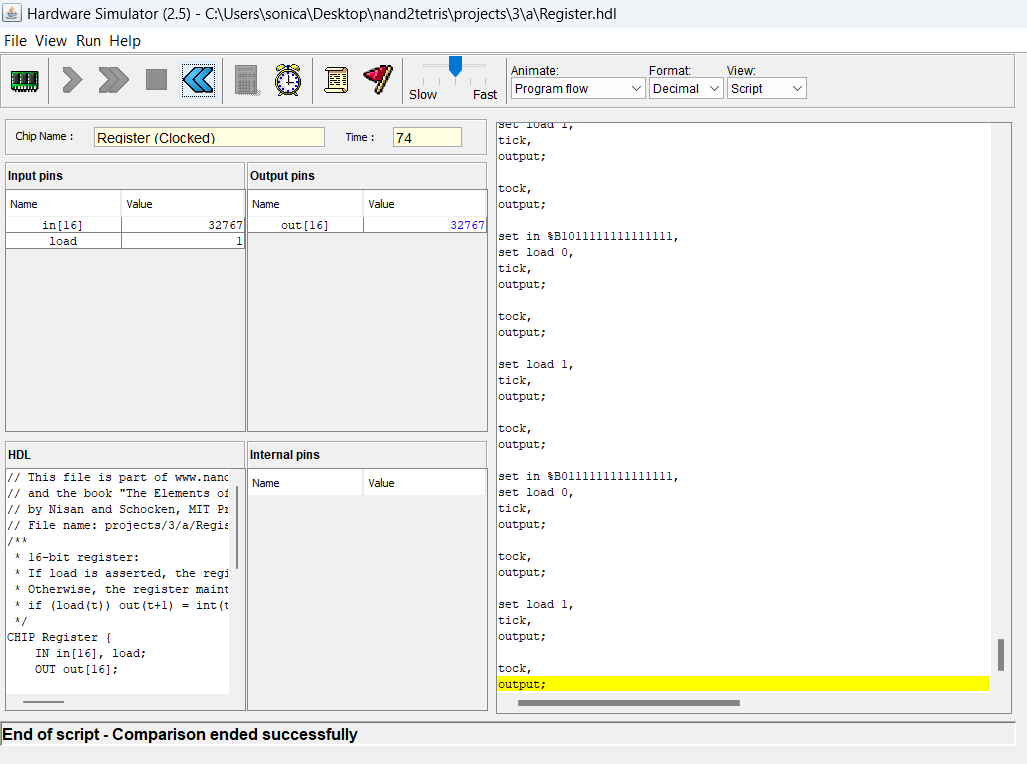 Hardware Simulator (2.5) - C:\Users\sonica\Desktop\nand2tetris\projects\3\a\Register.hdl
File View Run Help
Slow Fast
Animate: Format: View:
Program flow Decimal Script
Chip Name : Register (Clocked) Time : 74
Input pins
Name Value
in[16] 32767
load 1
Output pins
Name Value
out[16] 32767
HDL
// This file is part of www.nand
// and the book "The Elements of
// by Nisan and Schocken, MIT Pr
// File name: projects/3/a/Regis
/**
* 16-bit register:
* If load is asserted, the regi
* Otherwise, the register maint
* if (load(t)) out(t+1) = int(t
*/
CHIP Register {
IN in[16], load;
OUT out[16];
Internal pins
Name Value
set load 1,
tick,
output;
tock,
output;
set in %B1011111111111111,
set load 0,
tick,
output;
tock,
output;
set load 1,
tick,
output;
tock,
output;
set in %B0111111111111111,
set load 0,
tick,
output;
tock,
output;
set load 1,
tick,
output;
tock,
output;
End of script - Comparison ended successfully